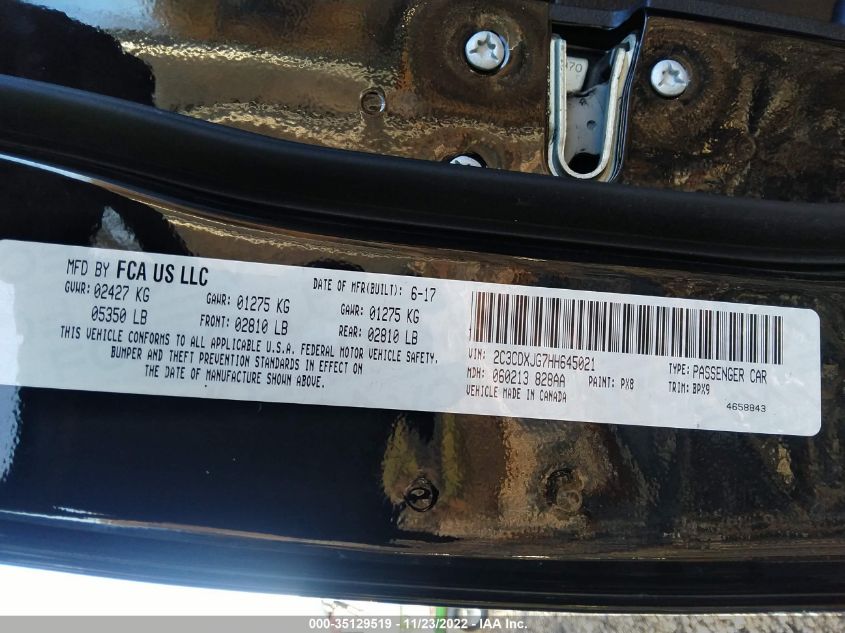 470
MFD BY FCA US LLC
DATE OF MFR(BUILT): 6-17
GVWR: 02427 KG GAWR: 01275 KG GAWR: 01275 KG
05350 LB FRONT: 02810 LB REAR: 02810 LB
THIS VEHICLE CONFORMS TO ALL APPLICABLE U.S.A. FEDERAL MOTOR VEHICLE SAFETY,
BUMPER AND THEFT PREVENTION STANDARDS IN EFFECT ON
THE DATE OF MANUFACTURE SHOWN ABOVE.
VIN: 2C3CDXJG7HH645021 TYPE: PASSENGER CAR
MDH: 060213 828AA PAINT: PX8 TRIM: BPX9
VEHICLE MADE IN CANADA
4658843
000-35129519 - 11/23/2022 - IAA Inc.